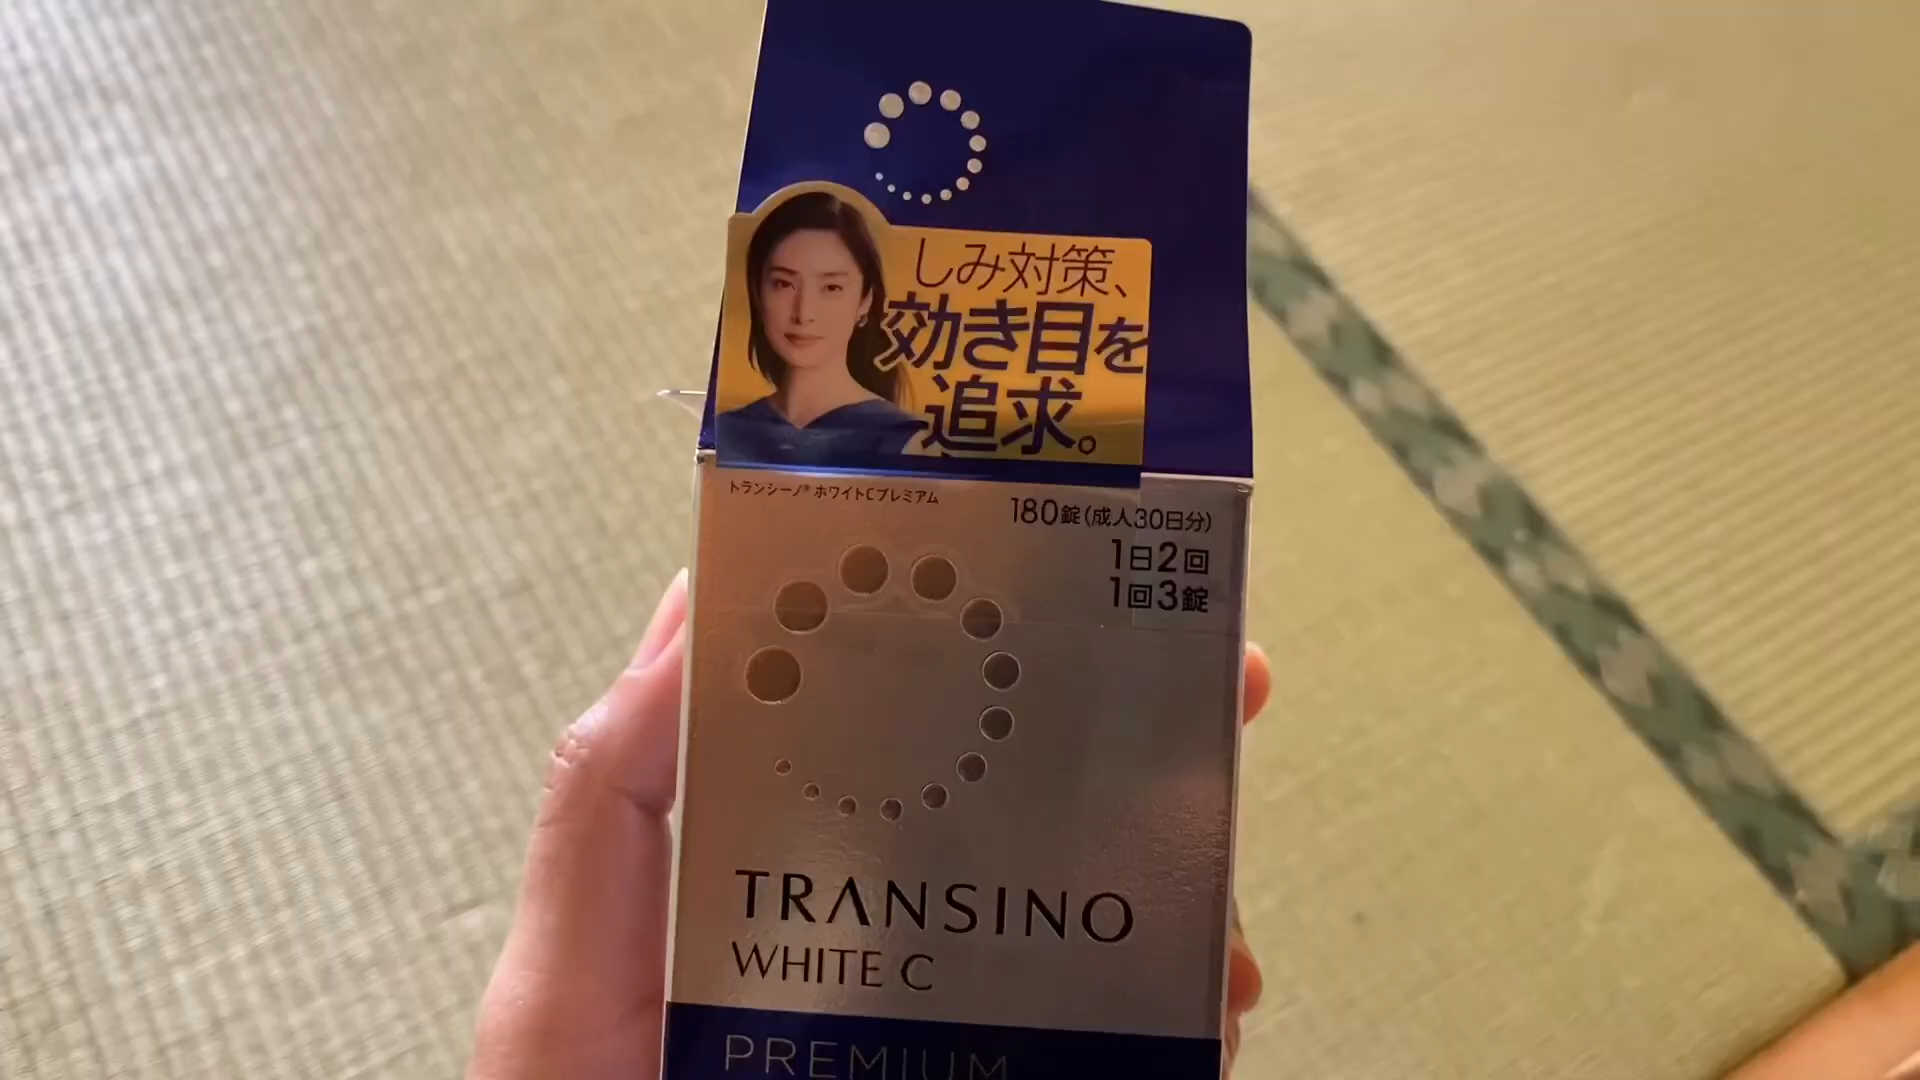 しみ対策、
効き目を
追求。
トランシーノ® ホワイトCプレミアム
180錠(成人30日分)
1日2回
1回3錠
TRANSINO
WHITE C
PREMIUM